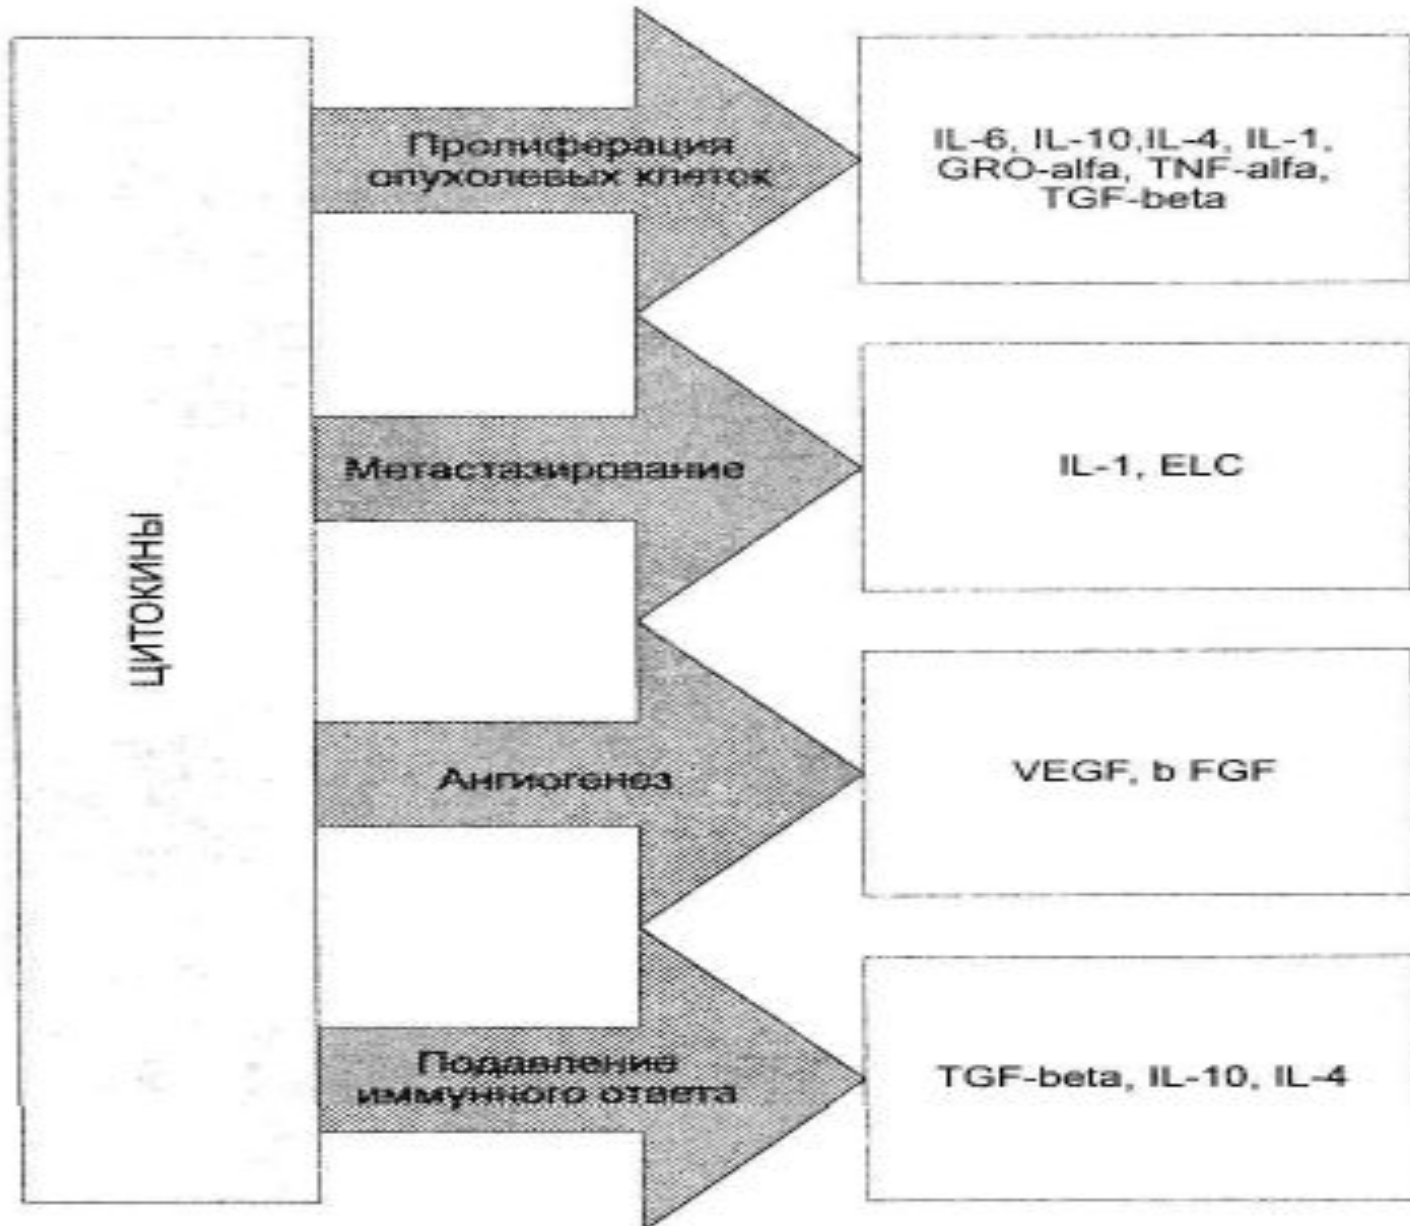 ЦИТОКИНЫ
Пролиферация
опухолевых клеток
IL-6, IL-10,IL-4, IL-1,
GRO-alfa, TNF-alfa,
TGF-beta
Метастазирование
IL-1, ELC
Ангиогенез
VEGF, b FGF
Подавление
иммунного ответа
TGF-beta, IL-10, IL-4